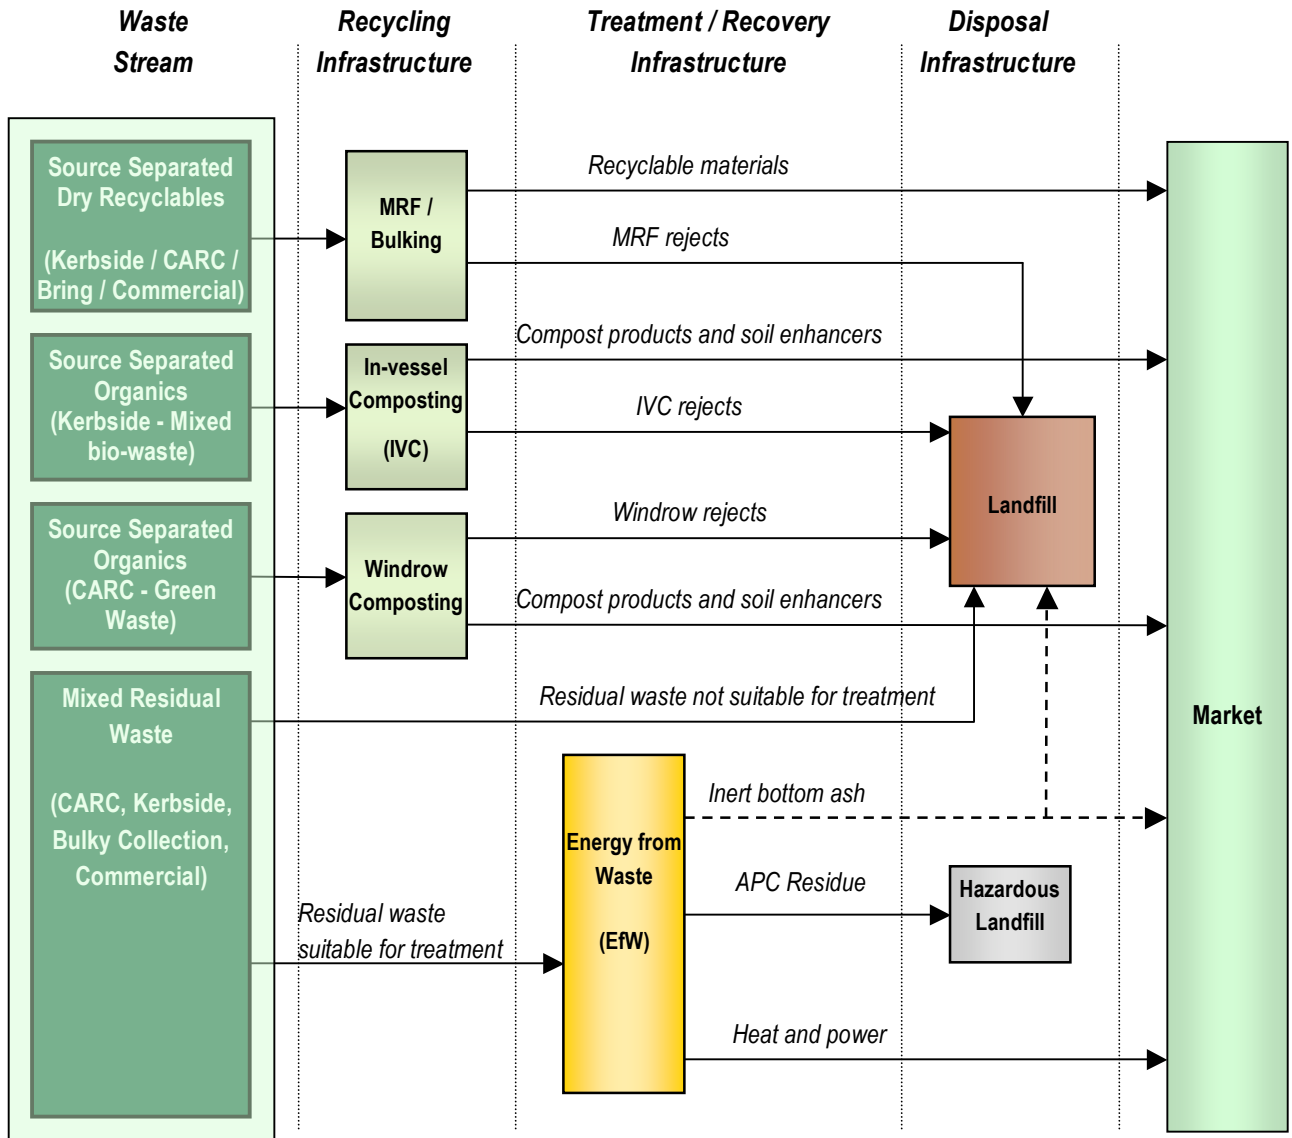 Waste
Stream
Recycling
Infrastructure
Treatment / Recovery
Infrastructure
Disposal
Infrastructure
Source Separated
Dry Recyclables
(Kerbside / CARC /
Bring / Commercial)
MRF /
Bulking
Recyclable materials
MRF rejects
Source Separated
Organics
(Kerbside - Mixed
bio-waste)
In-vessel
Composting
(IVC)
Compost products and soil enhancers
IVC rejects
Landfill
Source Separated
Organics
(CARC - Green
Waste)
Windrow
Composting
Windrow rejects
Compost products and soil enhancers
Mixed Residual
Waste
(CARC, Kerbside,
Bulky Collection,
Commercial)
Residual waste not suitable for treatment
Market
Residual waste
suitable for treatment
Energy from
Waste
(EfW)
Inert bottom ash
APC Residue
Hazardous
Landfill
Heat and power